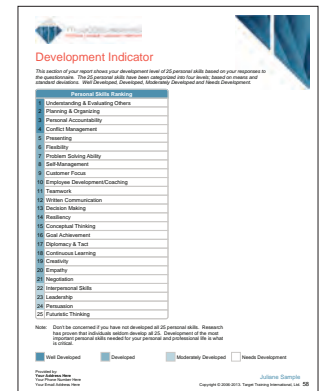 Development Indicator
This section of your report shows your development level of 25 personal skills based on your responses to
the questionnaire. The 25 personal skills have been categorized into four levels; based on means and
standard deviations. Well Developed, Developed, Moderately Developed and Needs Development.
Personal Skills Ranking
1 Understanding & Evaluating Others
2 Planning & Organizing
3 Personal Accountability
4 Conflict Management
5 Presenting
6 Flexibility
7 Problem Solving Ability
8 Self-Management
9 Customer Focus
10 Employee Development/Coaching
11 Teamwork
12 Written Communication
13 Decision Making
14 Resiliency
15 Conceptual Thinking
16 Goal Achievement
17 Diplomacy & Tact
18 Continuous Learning
19 Creativity
20 Empathy
21 Negotiation
22 Interpersonal Skills
23 Leadership
24 Persuasion
25 Futuristic Thinking
Note: Don't be concerned if you have not developed all 25 personal skills. Research
has proven that individuals seldom develop all 25. Development of the most
important personal skills needed for your personal and professional life is what
is critical.
Well Developed Developed Moderately Developed Needs Development
Provided by:
Your Address Here
Your Phone Number Here
Your Email Address Here
Juliana Sample
Copyright © 2006-2013. Target Training International, Ltd. 58